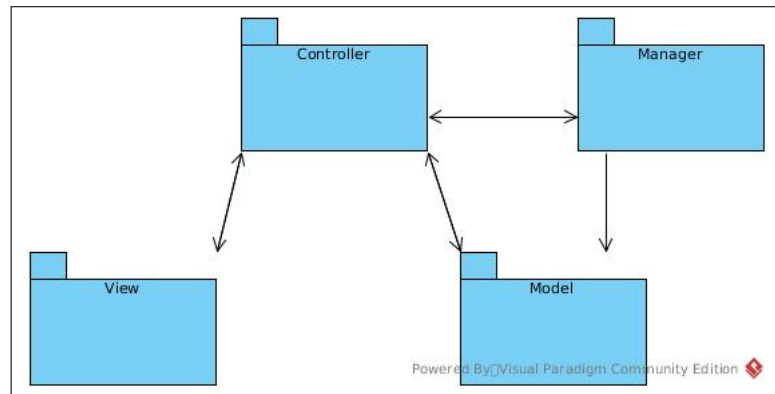 Controller
Manager
View
Model
Powered By Visual Paradigm Community Edition